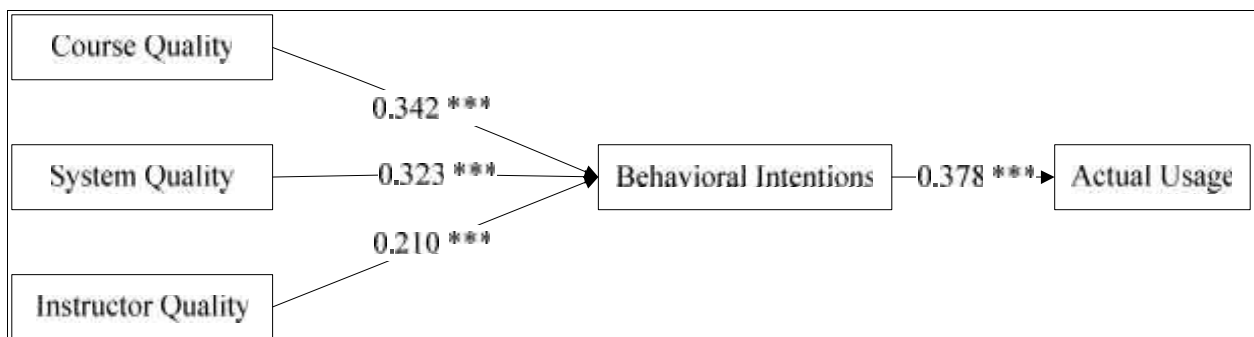 Course Quality
0.342 ***
System Quality
0.323 ***
Behavioral Intentions
0.378 ***
Actual Usage
0.210 ***
Instructor Quality